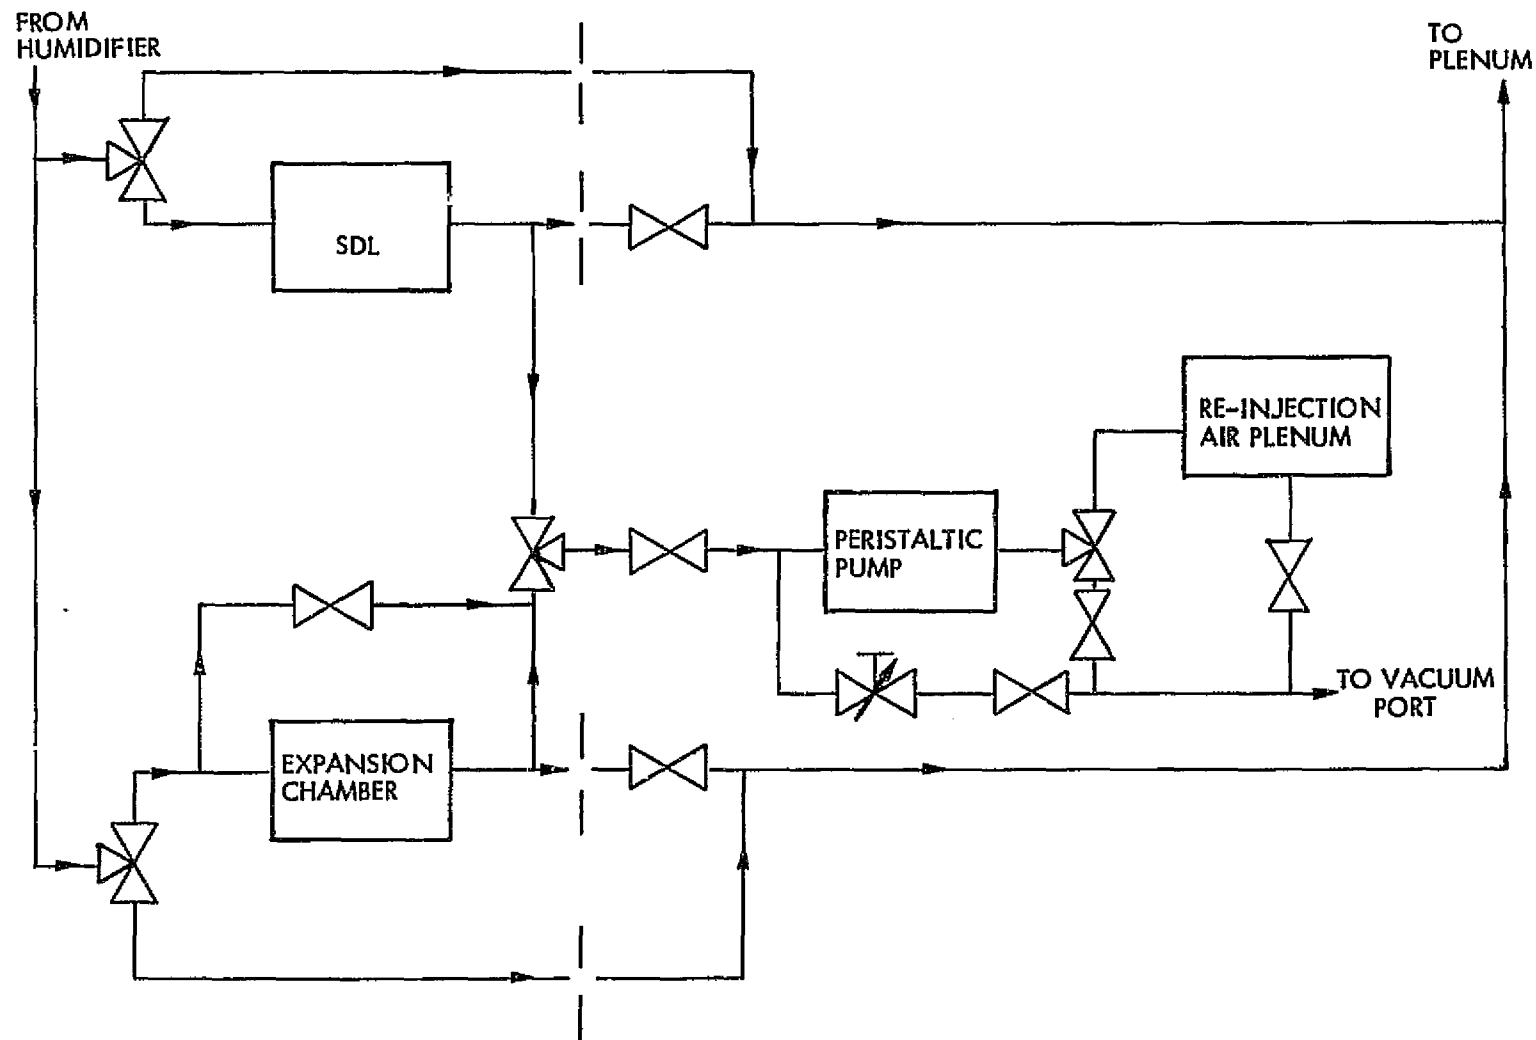 FROM
HUMIDIFIER
TO
PLENUM
SDL
RE-INJECTION
AIR PLENUM
PERISTALTIC
PUMP
TO VACUUM
PORT
EXPANSION
CHAMBER